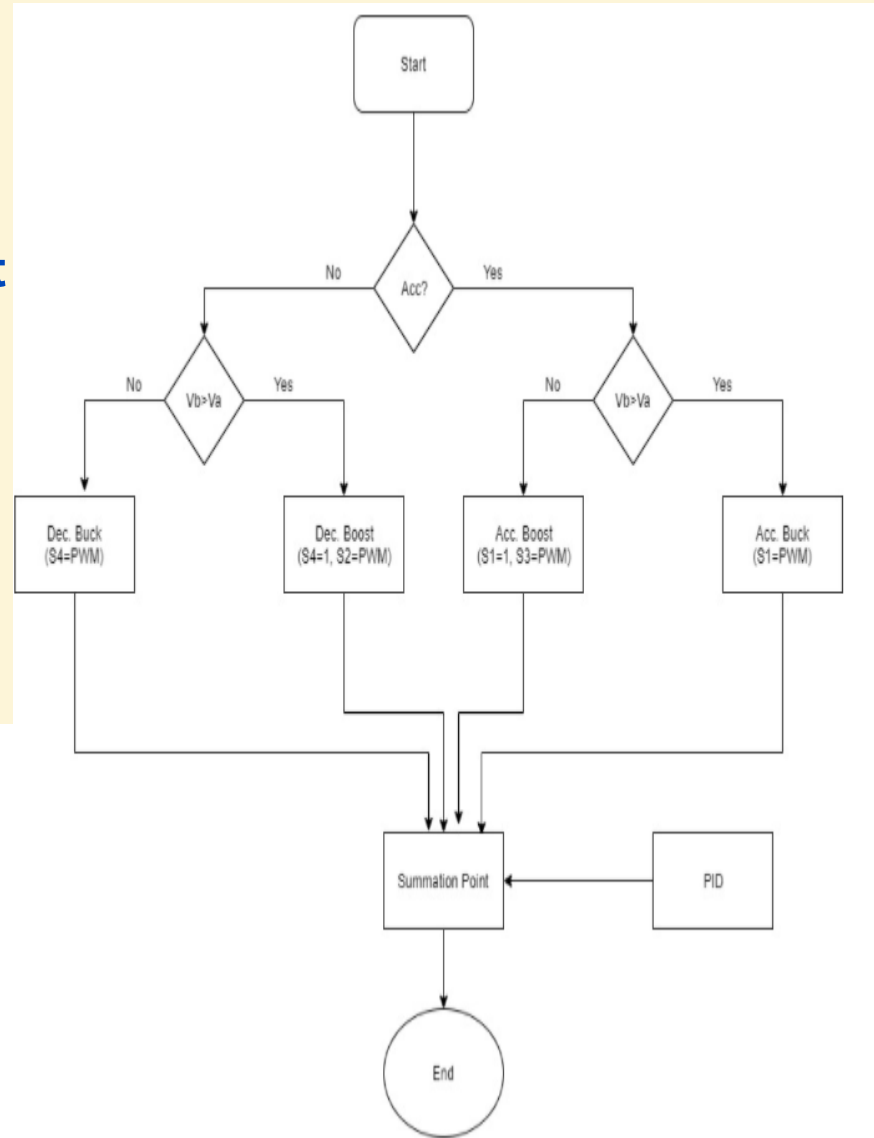 Start
No
Yes
Acc?
No
Yes
No
Yes
Vb>Va
Vb>Va
Dec. Buck
(S4=PWM)
Dec. Boost
(S4=1, S2=PWM)
Acc. Boost
(S1=1, S3=PWM)
Acc. Buck
(S1=PWM)
Summation Point
PID
End